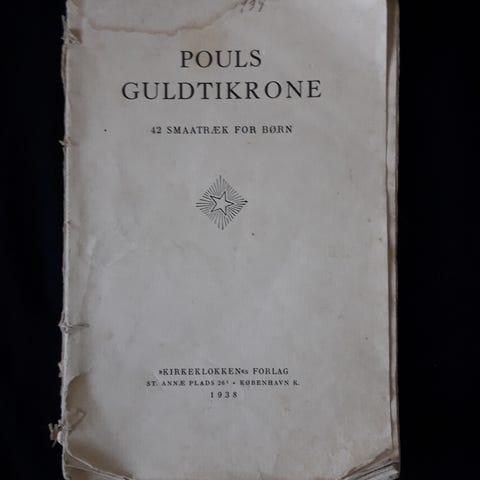 POULS
GULDTIKRONE
42 SMAATRÆK FOR BØRN
»KIRKEKLOKKEN«s FORLAG
ST. ANNÆ PLADS 26¹ • KØBENHAVN K.
1938